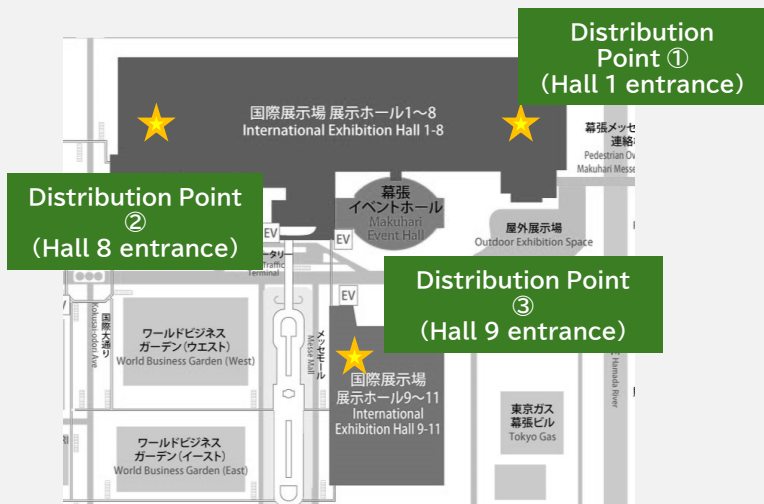 Distribution
Point ①
(Hall 1 entrance)
国際展示場 展示ホール1〜8
International Exhibition Hall 1-8
幕張メッセ
連絡
Pedestrian Ov
Makuhari Messe
Distribution Point
②
(Hall 8 entrance)
幕張
イベントホール
Makuhari
Event Hall
屋外展示場
Outdoor Exhibition Space
EV
EV
ータリー
Traffic
Terminal
Distribution Point
③
(Hall 9 entrance)
EV
国際大通り
Kokusai-odori Ave
ワールドビジネス
ガーデン(ウエスト)
World Business Garden (West)
メッセモール
Messe Mall
国際展示場
展示ホール9〜11
International
Exhibition Hall 9-11
Hamada River
東京ガス
幕張ビル
Tokyo Gas
ワールドビジネス
ガーデン(イースト)
World Business Garden (East)